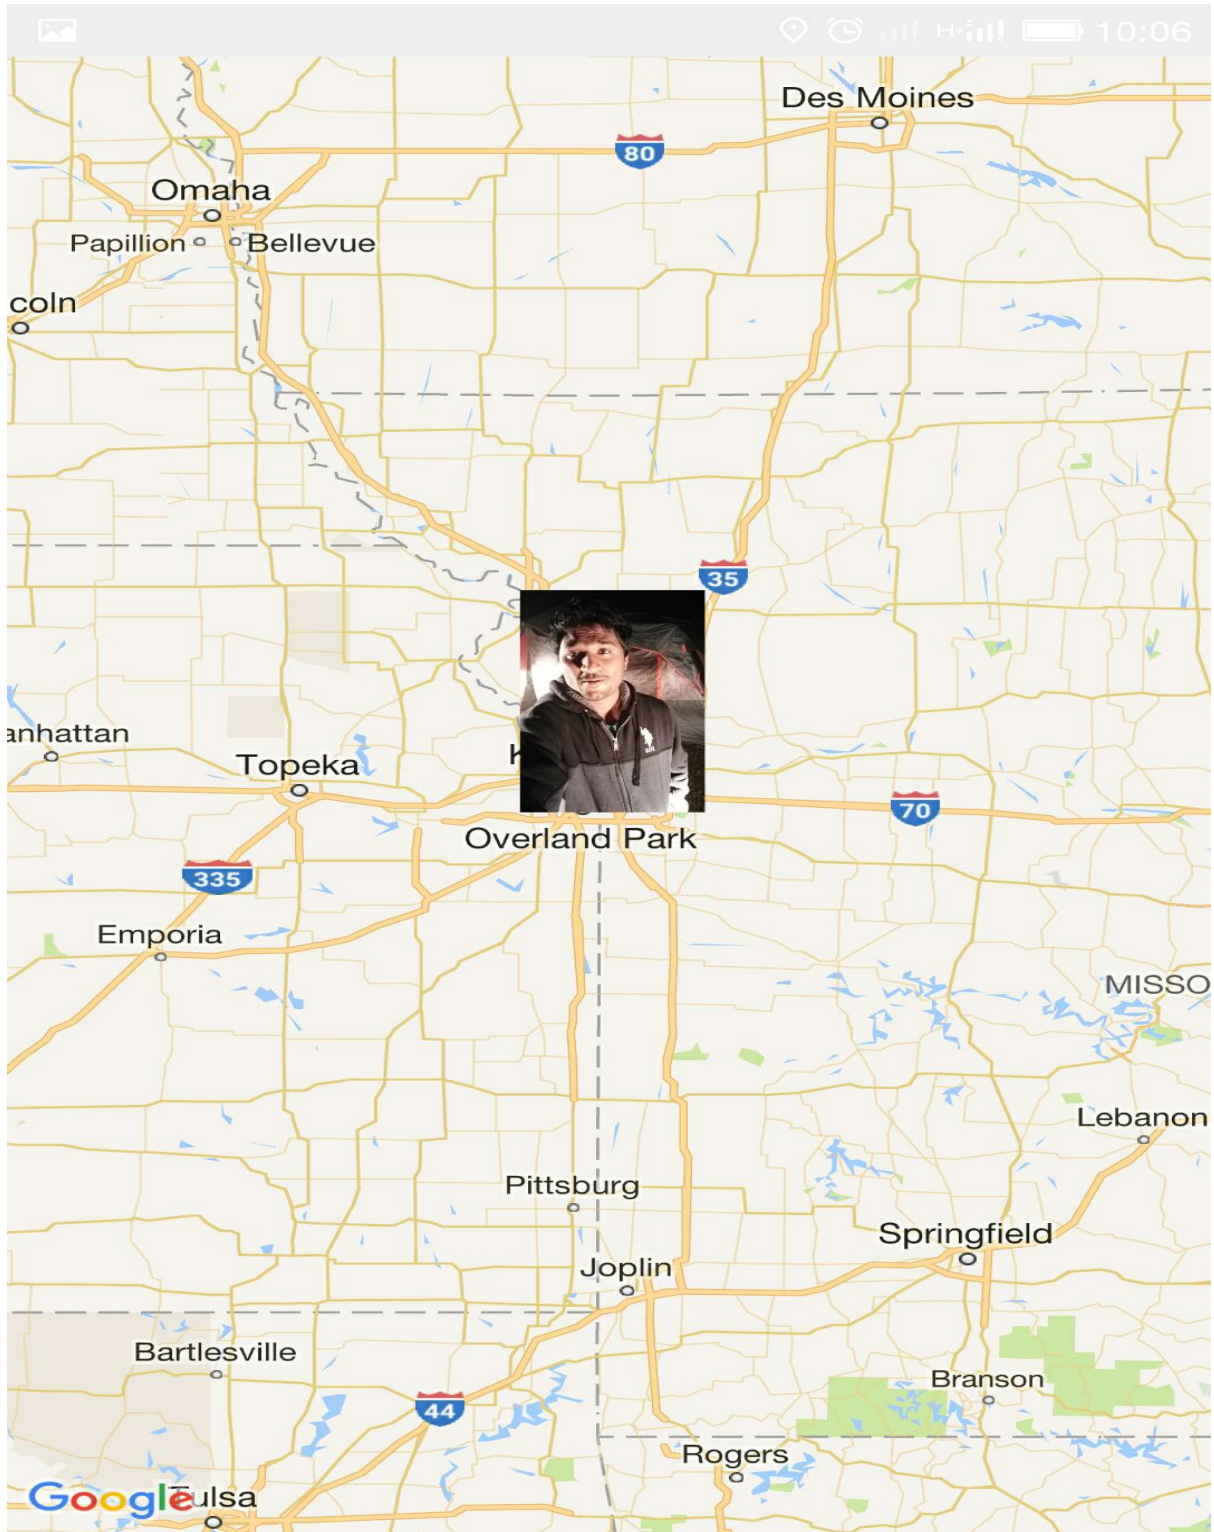 H+ 10:06
Des Moines
80
Omaha
Papillion
Bellevue
coln
35
anhattan
Topeka
K
70
Overland Park
335
Emporia
MISSO
Lebanon
Pittsburg
Springfield
Joplin
Bartlesville
Branson
44
Rogers
Google
Tulsa